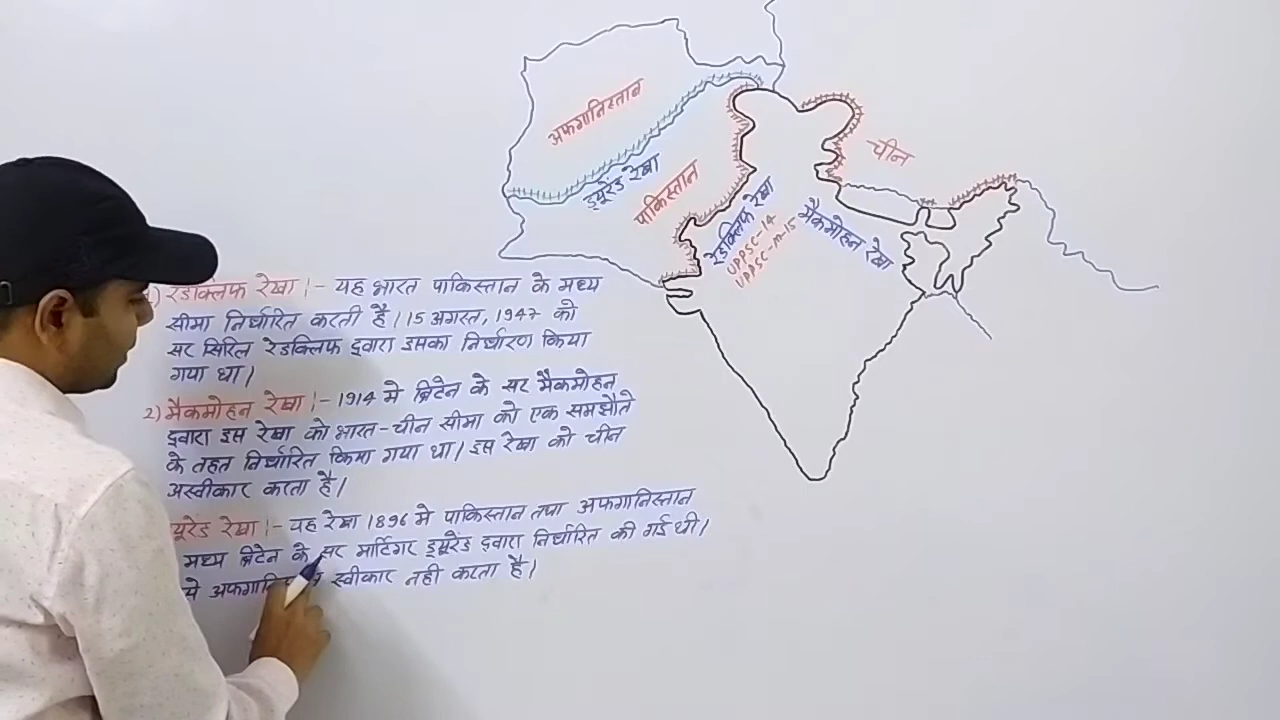 अफगानिस्तान
ड्यूरेंड रेखा
पाकिस्तान
रेडक्लिफ रेखा
UPPSC-14
UPPSC-M-15
मैकमोहन रेखा
चीन
1) रेडाक्लिफ रेखा :- यह भारत पाकिस्तान के मध्य
सीमा निर्धारित करती है। 15 अगस्त, 1947 को
सर सिरिल रेडक्लिफ द्वारा इसका निर्धारण किया
गया था।
2) मैकमोहन रेखा :- 1914 मे ब्रिटेन के सर मैकमोहन
द्वारा इस रेखा को भारत-चीन सीमा को एक समझौते
के तहत निर्धारित किया गया था। इस रेखा को चीन
अस्वीकार करता है।
यूरेंड रेखा :- यह रेखा 1896 मे पाकिस्तान तथा अफगानिस्तान
मध्य ब्रिटेन के सर मार्टिगर ड्यूरेंड द्वारा निर्धारित की गई थी।
स्वीकार नही करता है।